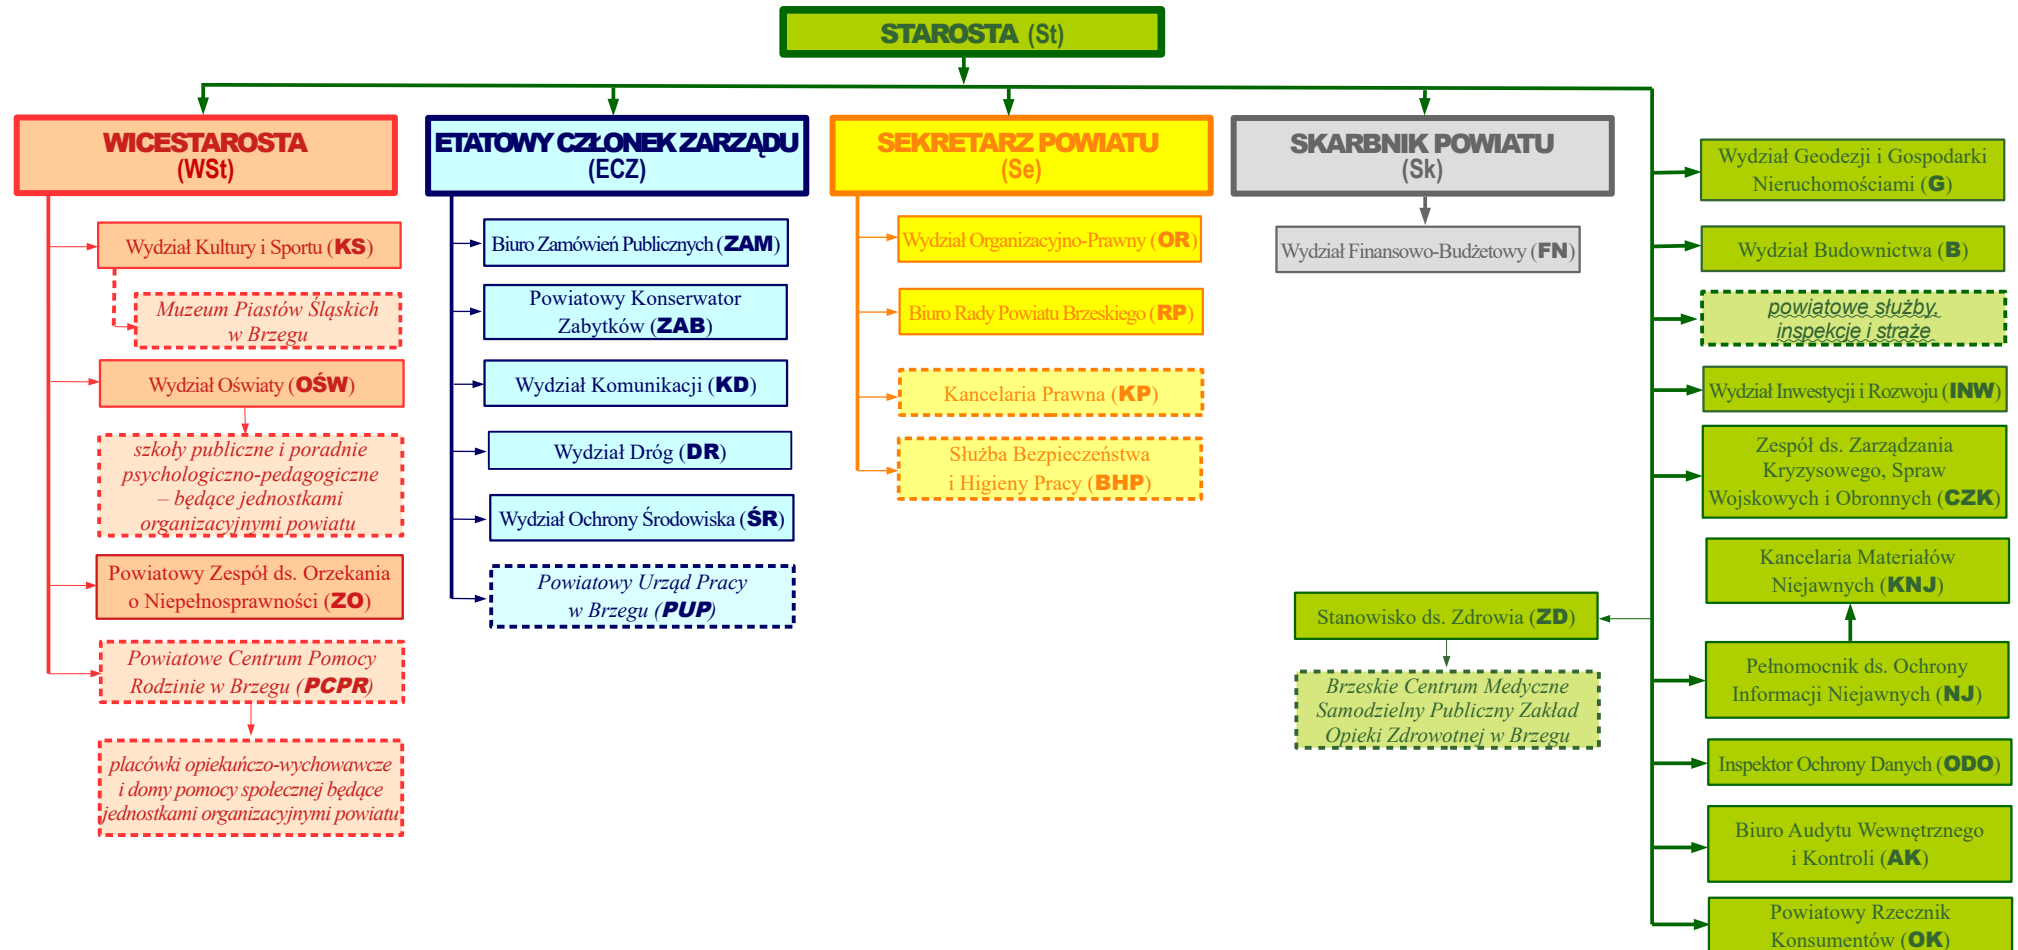 STAROSTA (St)
WICESTAROSTA
(WSt)
Wydział Kultury i Sportu (KS)
Muzeum Piastów Śląskich
w Brzegu
Wydział Oświaty (OŚW)
szkoły publiczne i poradnie
psychologiczno-pedagogiczne
– będące jednostkami
organizacyjnymi powiatu
Powiatowy Zespół ds. Orzekania
o Niepełnosprawności (ZO)
Powiatowe Centrum Pomocy
Rodzinie w Brzegu (PCPR)
placówki opiekuńczo-wychowawcze
i domy pomocy społecznej będące
jednostkami organizacyjnymi powiatu
ETATOWY CZŁONEK ZARZĄDU
(ECZ)
Biuro Zamówień Publicznych (ZAM)
Powiatowy Konserwator
Zabytków (ZAB)
Wydział Komunikacji (KD)
Wydział Dróg (DR)
Wydział Ochrony Środowiska (ŚR)
Powiatowy Urząd Pracy
w Brzegu (PUP)
SEKRETARZ POWIATU
(Se)
Wydział Organizacyjno-Prawny (OR)
Biuro Rady Powiatu Brzeskiego (RP)
Kancelaria Prawna (KP)
Służba Bezpieczeństwa
i Higieny Pracy (BHP)
SKARBNIK POWIATU
(Sk)
Wydział Finansowo-Budżetowy (FN)
Stanowisko ds. Zdrowia (ZD)
Brzeskie Centrum Medyczne
Samodzielny Publiczny Zakład
Opieki Zdrowotnej w Brzegu
Wydział Geodezji i Gospodarki
Nieruchomościami (G)
Wydział Budownictwa (B)
powiatowe służby,
inspekcje i straże
Wydział Inwestycji i Rozwoju (INW)
Zespół ds. Zarządzania
Kryzysowego, Spraw
Wojskowych i Obronnych (CZK)
Kancelaria Materiałów
Niejawnych (KNJ)
Pełnomocnik ds. Ochrony
Informacji Niejawnych (NJ)
Inspektor Ochrony Danych (ODO)
Biuro Audytu Wewnętrznego
i Kontroli (AK)
Powiatowy Rzecznik
Konsumentów (OK)